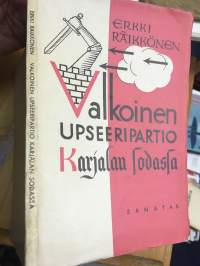 ERKKI RÄIKKÖNEN VALKOINEN UPSEERIPARTIO KARJALAN SODASSA
ERKKI
RÄIKKÖNEN
Valkoinen
UPSEERIPARTIO
Karjalan sodassa
SANATAR